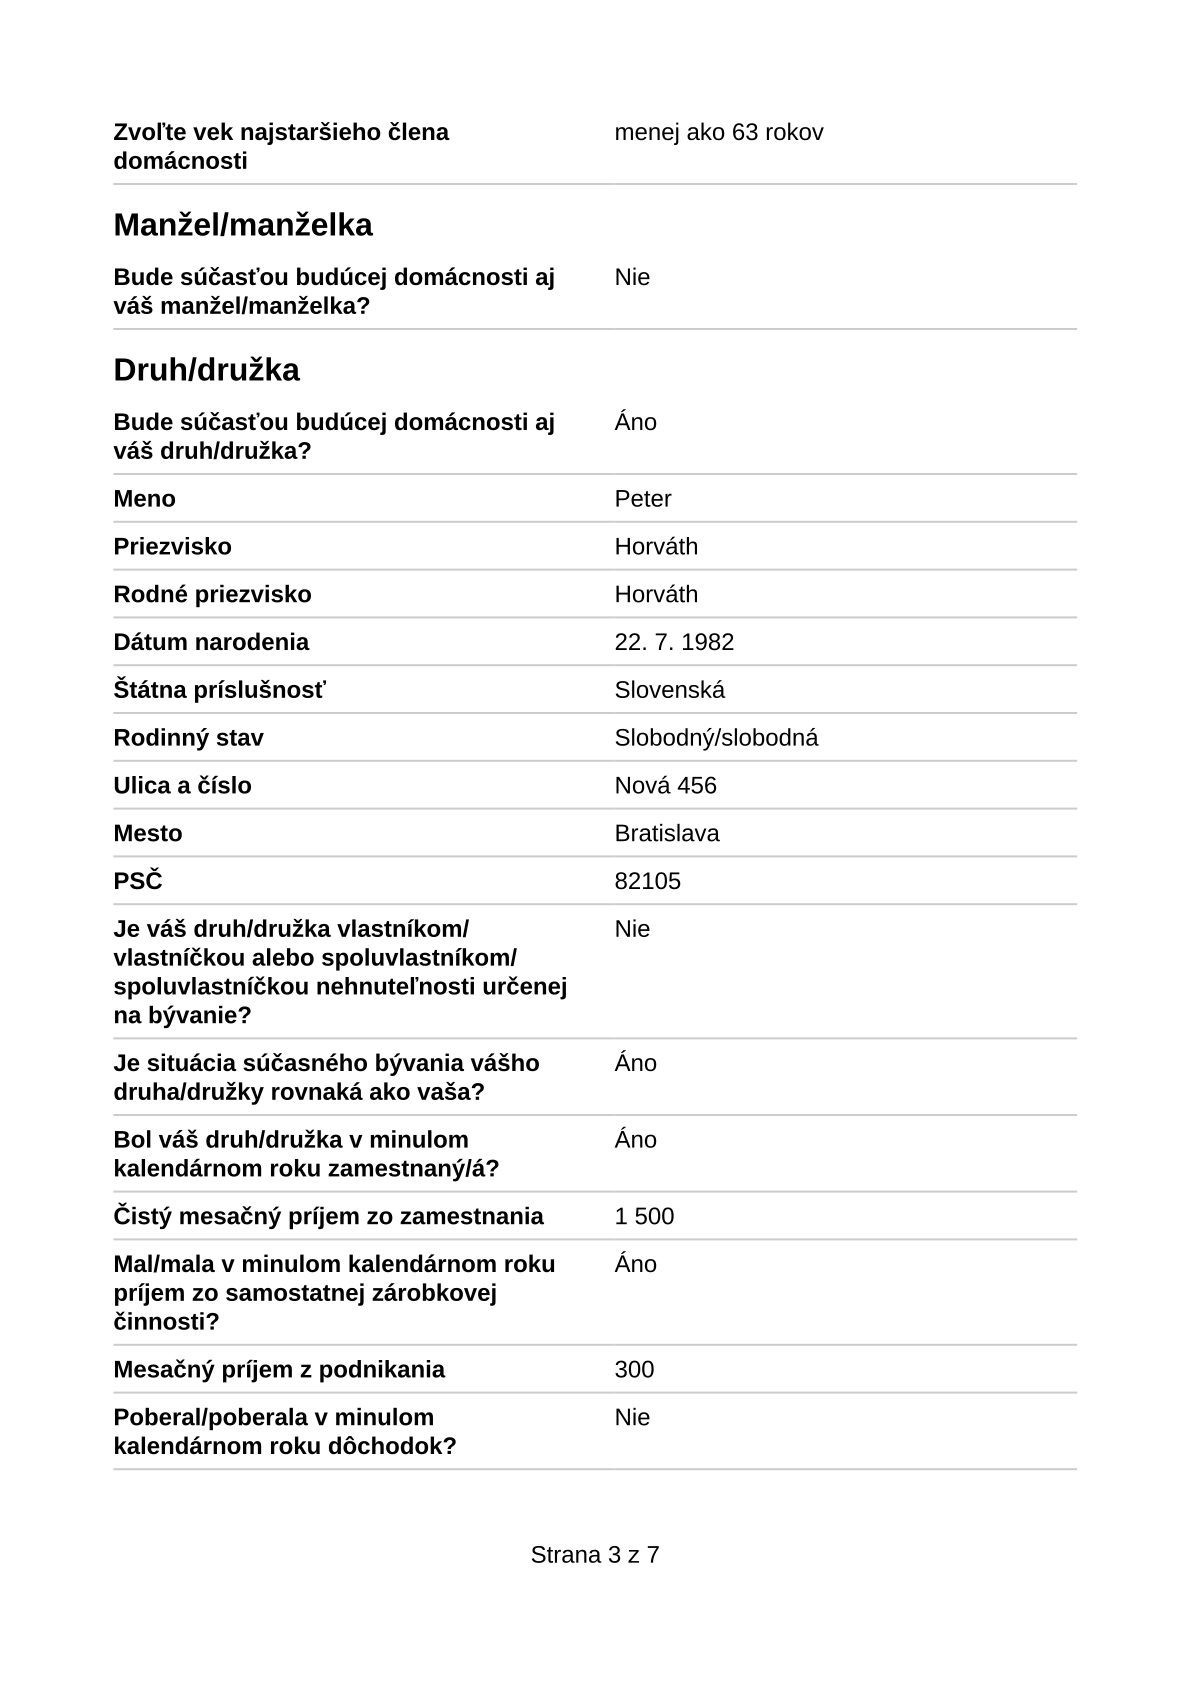 Zvoľte vek najstaršieho člena
domácnosti
menej ako 63 rokov
Manžel/manželka
Bude súčasťou budúcej domácnosti aj
váš manžel/manželka?
Nie
Druh/družka
Bude súčasťou budúcej domácnosti aj
váš druh/družka?
Áno
Meno
Peter
Priezvisko
Horváth
Rodné priezvisko
Horváth
Dátum narodenia
22. 7. 1982
Štátna príslušnosť
Slovenská
Rodinný stav
Slobodný/slobodná
Ulica a číslo
Nová 456
Mesto
Bratislava
PSČ
82105
Je váš druh/družka vlastníkom/
vlastníčkou alebo spoluvlastníkom/
spoluvlastníčkou nehnuteľnosti určenej
na bývanie?
Nie
Je situácia súčasného bývania vášho
druha/družky rovnaká ako vaša?
Áno
Bol váš druh/družka v minulom
kalendárnom roku zamestnaný/á?
Áno
Čistý mesačný príjem zo zamestnania
1 500
Mal/mala v minulom kalendárnom roku
príjem zo samostatnej zárobkovej
činnosti?
Áno
Mesačný príjem z podnikania
300
Poberal/poberala v minulom
kalendárnom roku dôchodok?
Nie
Strana 3 z 7